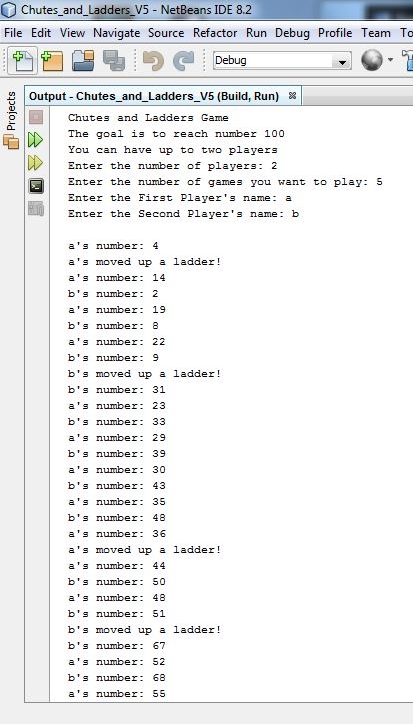 Chutes_and_Ladders_V5 - NetBeans IDE 8.2
File Edit View Navigate Source Refactor Run Debug Profile Team To
Debug
Projects
Output - Chutes_and_Ladders_V5 (Build, Run)
Chutes and Ladders Game
The goal is to reach number 100
You can have up to two players
Enter the number of players: 2
Enter the number of games you want to play: 5
Enter the First Player's name: a
Enter the Second Player's name: b
a's number: 4
a's moved up a ladder!
a's number: 14
b's number: 2
a's number: 19
b's number: 8
a's number: 22
b's number: 9
b's moved up a ladder!
b's number: 31
a's number: 23
b's number: 33
a's number: 29
b's number: 39
a's number: 30
b's number: 43
a's number: 35
b's number: 48
a's number: 36
a's moved up a ladder!
a's number: 44
b's number: 50
a's number: 48
b's number: 51
b's moved up a ladder!
b's number: 67
a's number: 52
b's number: 68
a's number: 55